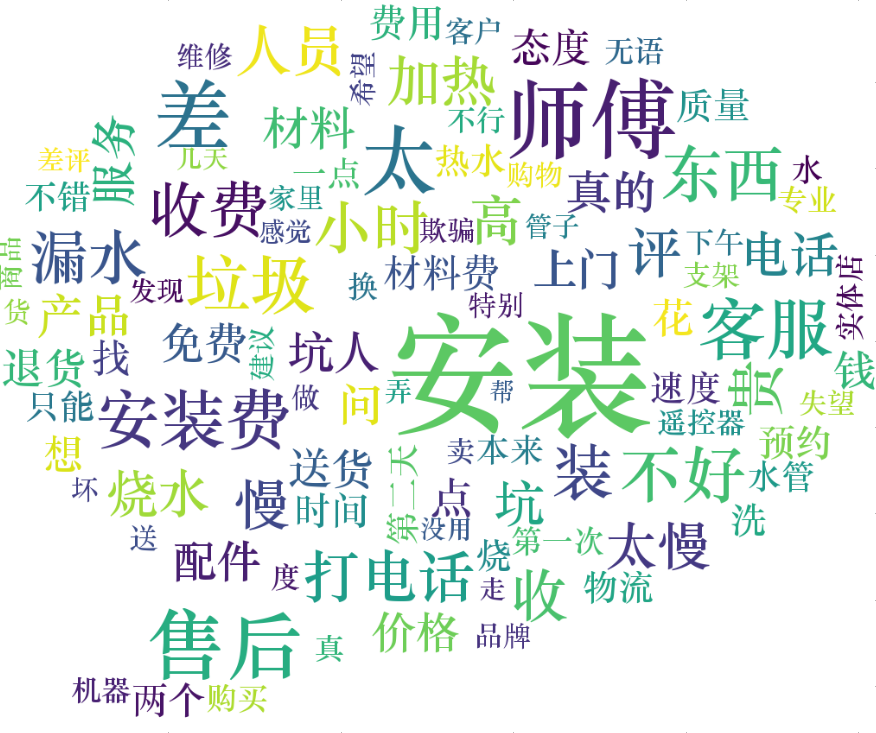 费用
客户
人员
维修
希望
态度
无语
加热
师傅
差
材料
不行
质量
服务
太
差评
几天
一点
热水
购物
真的
东西
水
不错
家里
专业
收费
感觉
小时
欺骗
高
管子
漏水
商品
发现
垃圾
换
材料费
上门
评
下午
电话
支架
实体店
货
产品
特别
免费
建议
坑人
安装
花
客服
退货
找
钱
只能
安装费
做
问
弄
帮
速度
贵
失望
遥控器
想
卖
本来
预约
坏
烧水
慢
送货
时间
第二天
点
坑
装
不好
水管
洗
送
没用
第一次
太慢
配件
度
打电话
烧
走
收
物流
售后
真
价格
品牌
机器
两个
购买